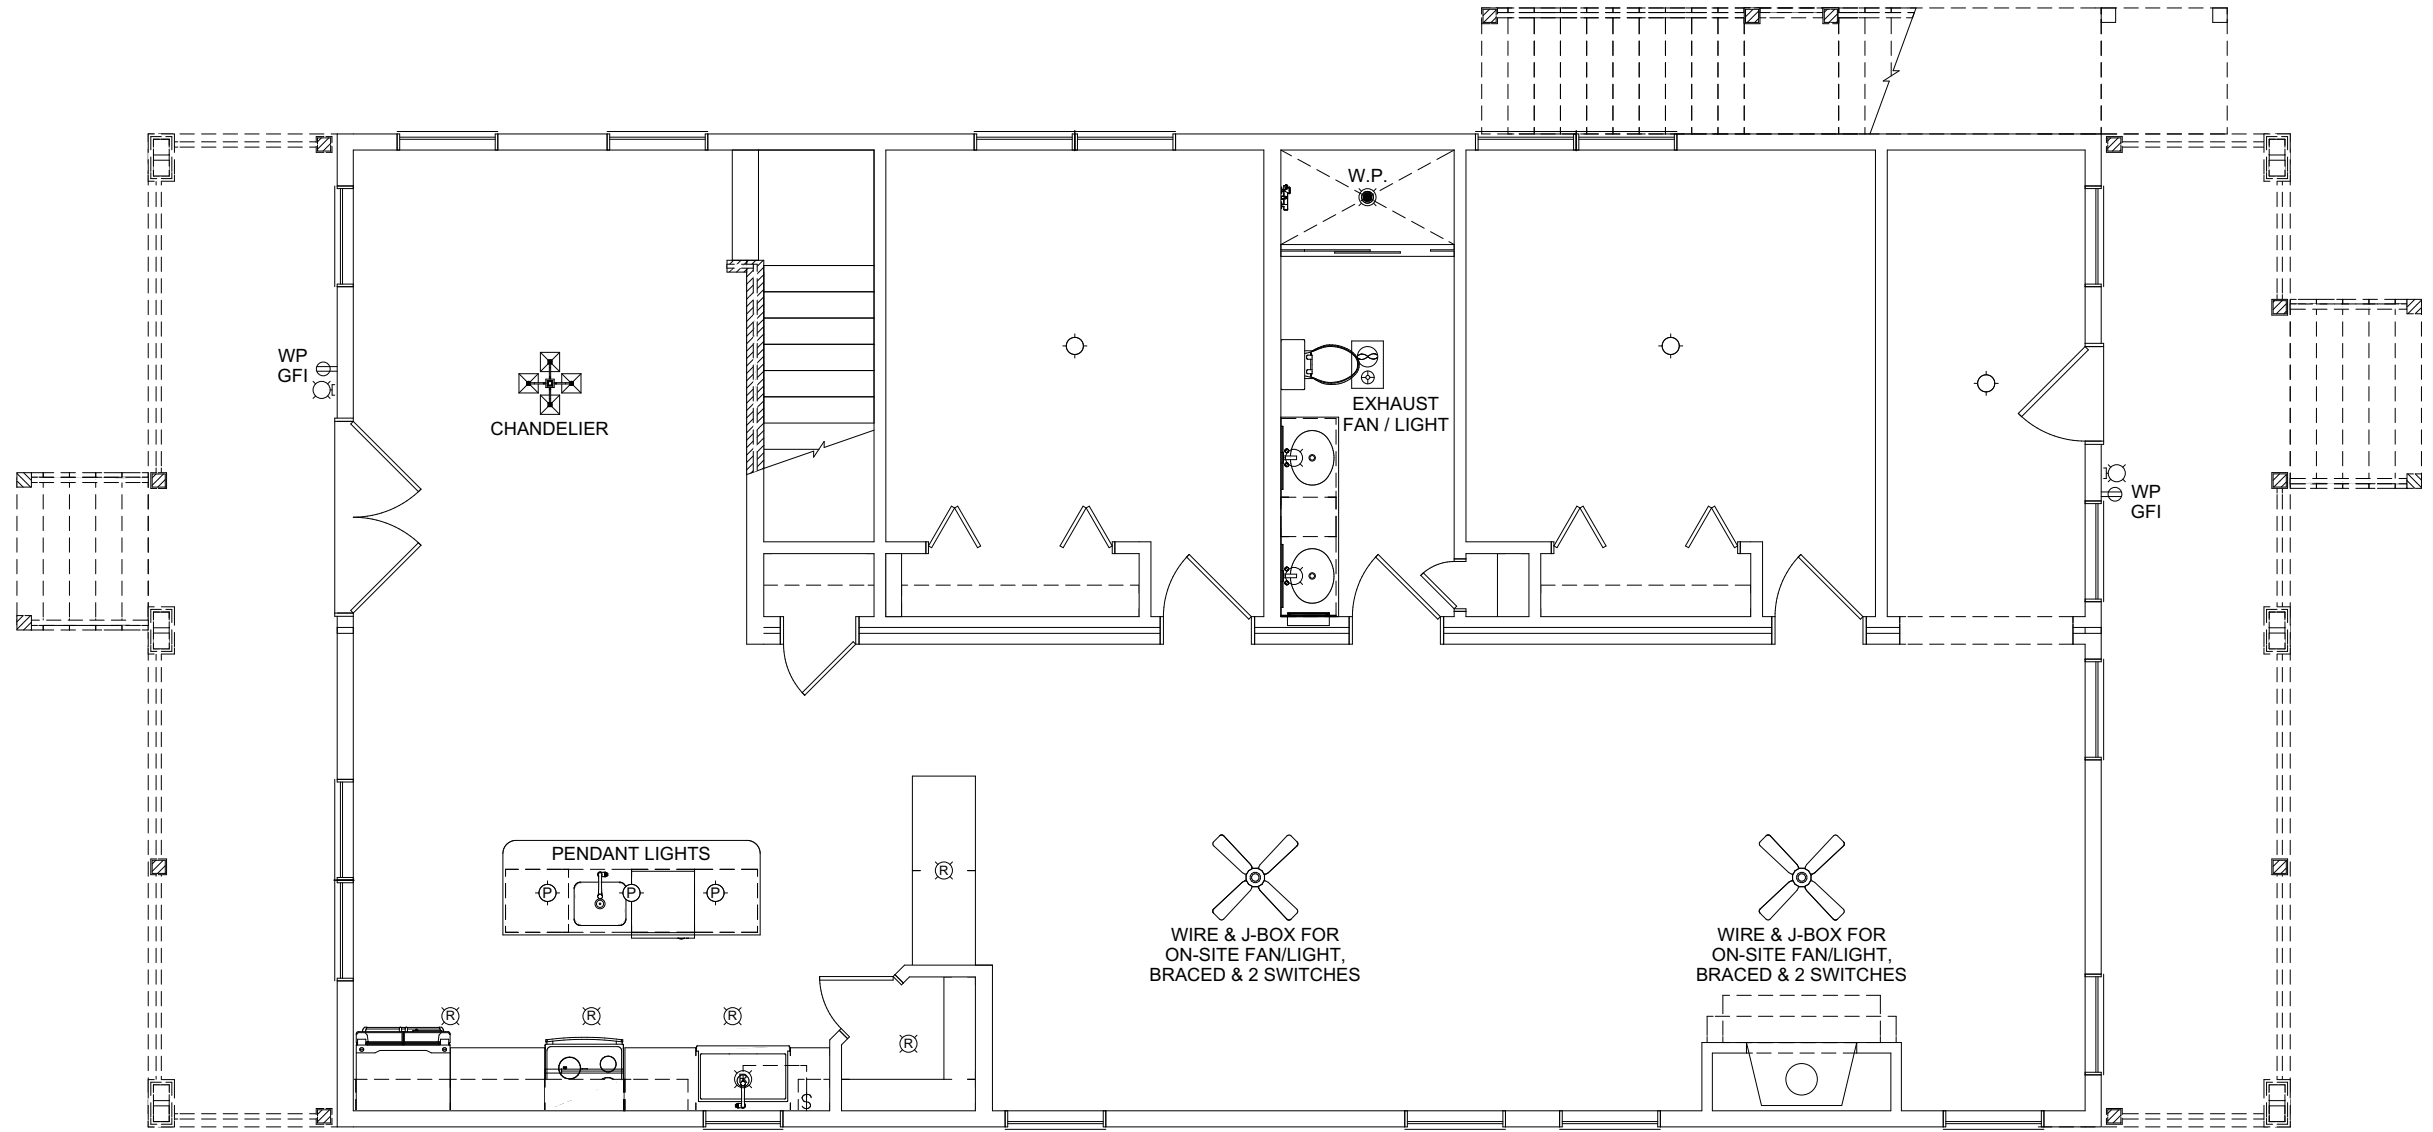 W.P.
WP
GFI
CHANDELIER
EXHAUST
FAN / LIGHT
WP
GFI
PENDANT LIGHTS
P
P
P
R
WIRE & J-BOX FOR
ON-SITE FAN/LIGHT,
BRACED & 2 SWITCHES
WIRE & J-BOX FOR
ON-SITE FAN/LIGHT,
BRACED & 2 SWITCHES
R
R
R
R
S